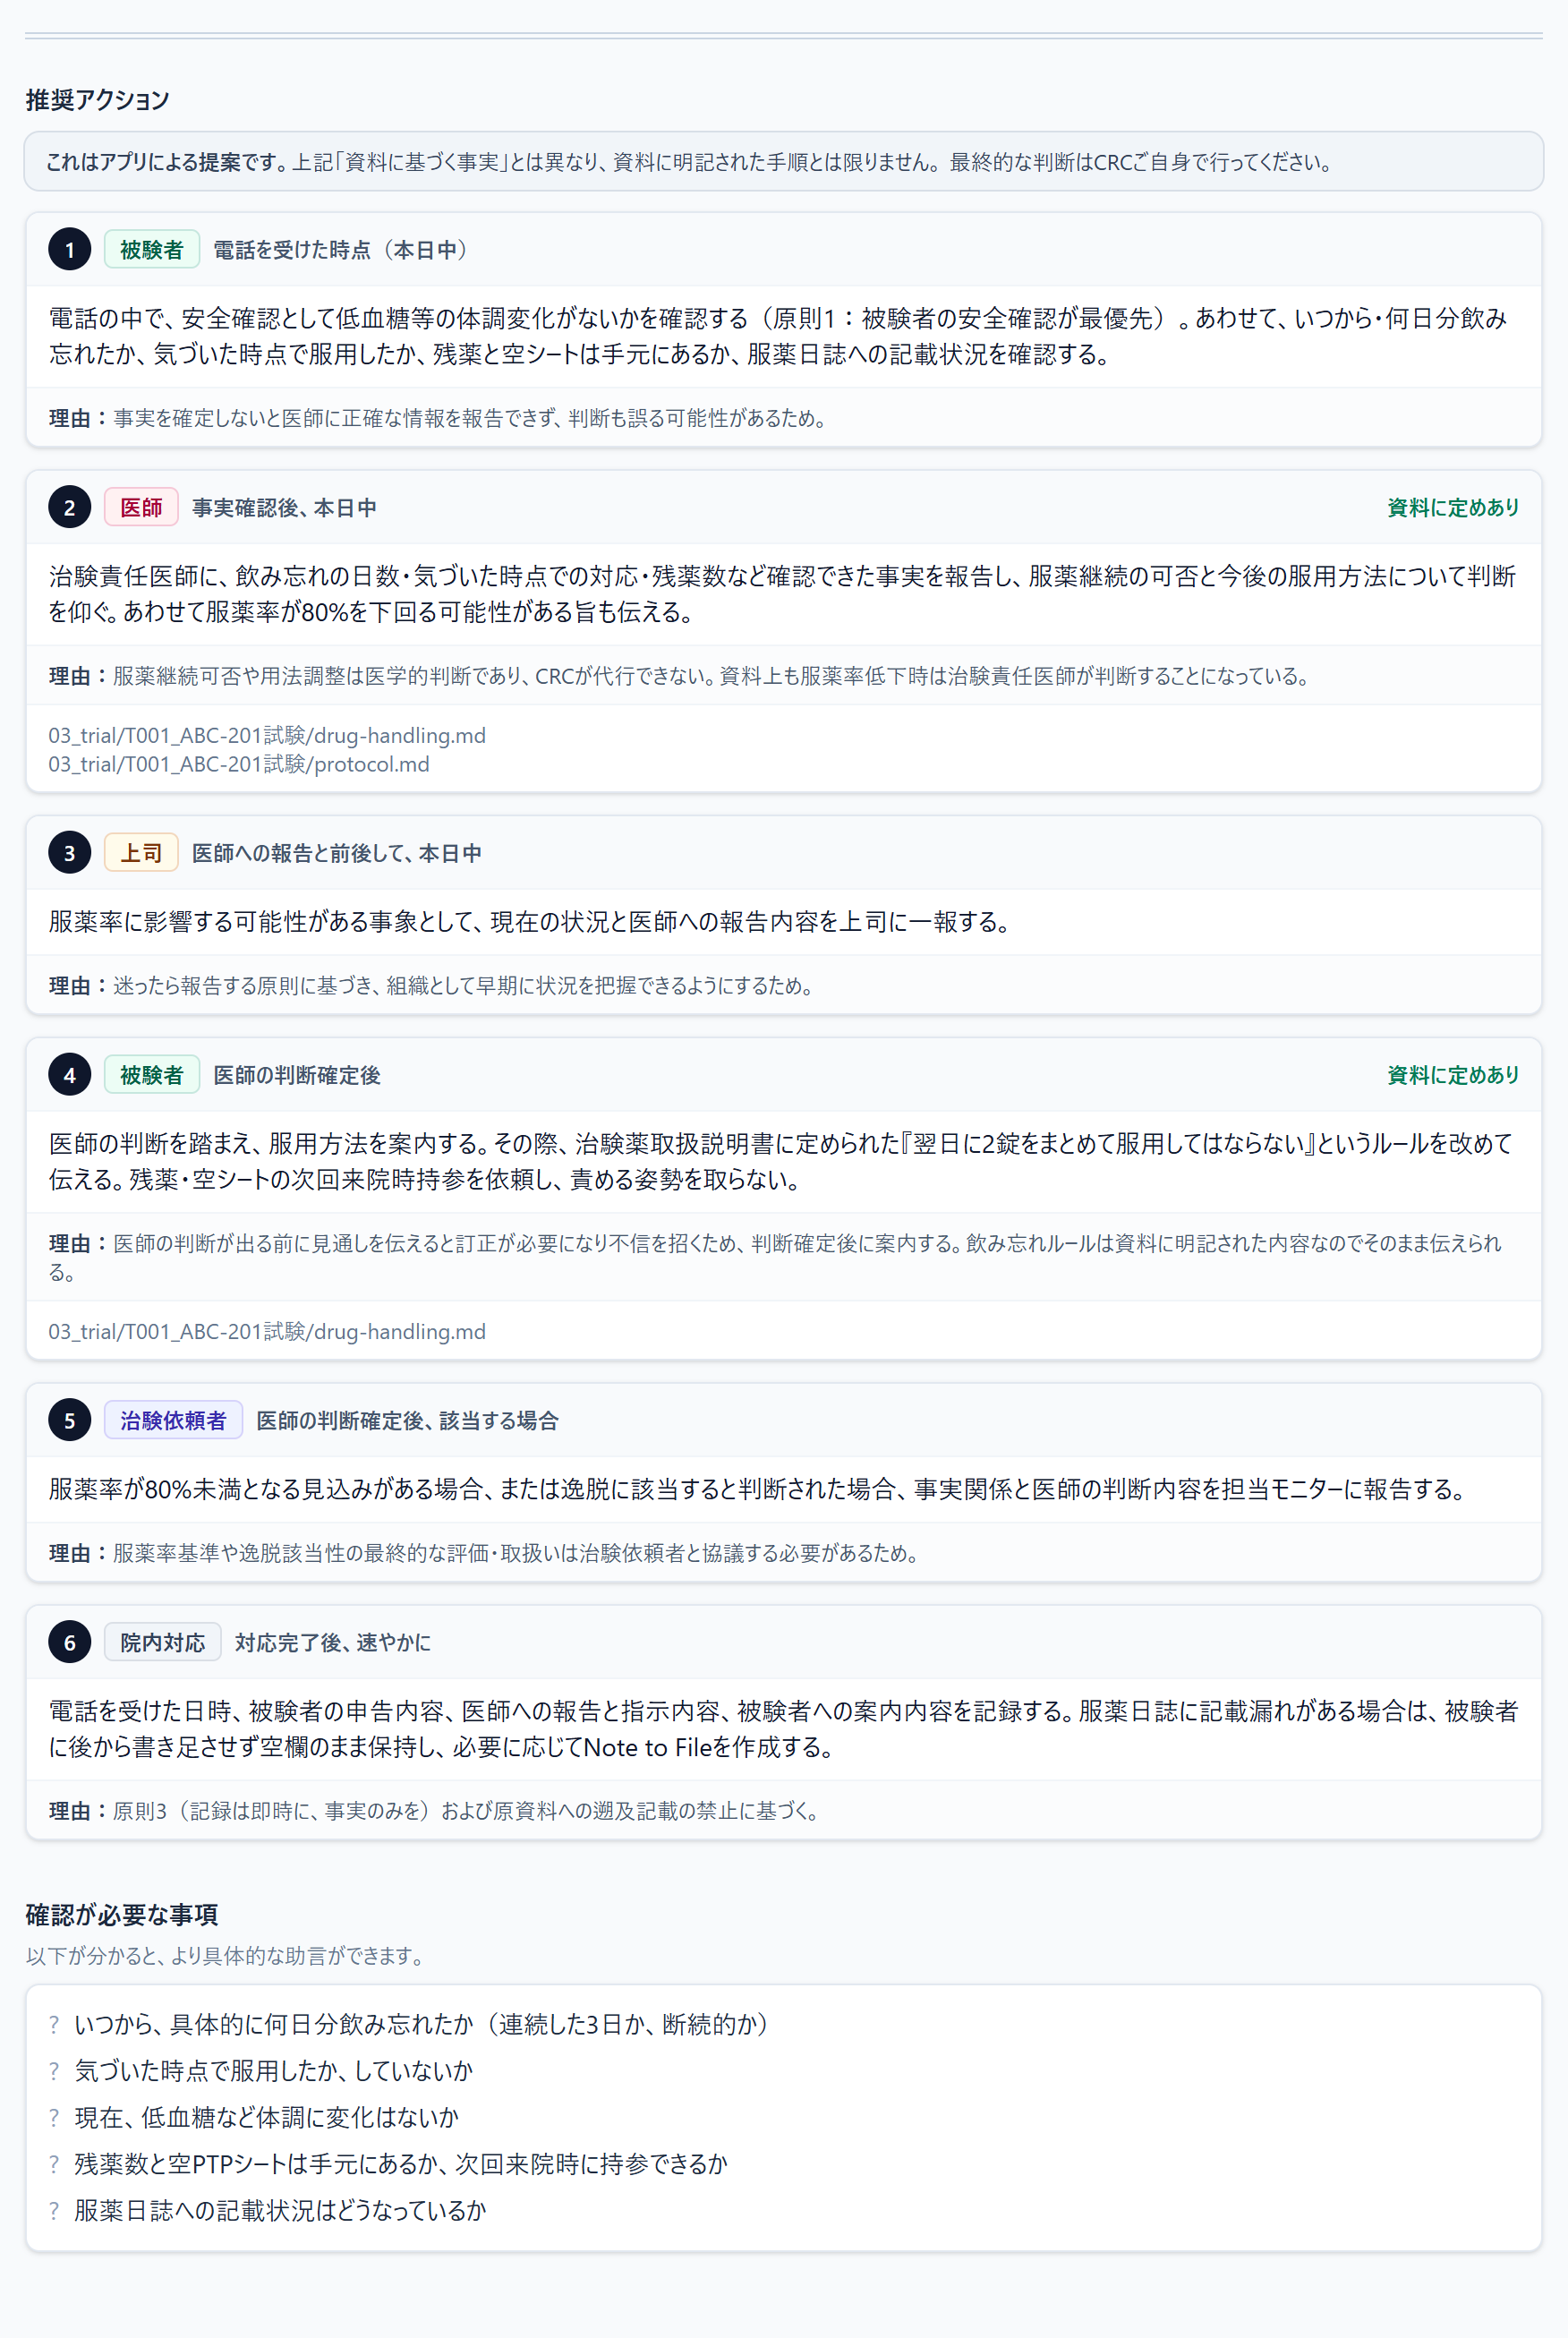 推奨アクション
これはアプリによる提案です。上記「資料に基づく事実」とは異なり、資料に明記された手順とは限りません。最終的な判断はCRCご自身で行ってください。
1 被験者 電話を受けた時点（本日中）
電話の中で、安全確認として低血糖等の体調変化がないかを確認する（原則1：被験者の安全確認が最優先）。あわせて、いつから・何日分飲み
忘れたか、気づいた時点で服用したか、残薬と空シートは手元にあるか、服薬日誌への記載状況を確認する。
理由：事実を確定しないと医師に正確な情報を報告できず、判断も誤る可能性があるため。
2 医師 事実確認後、本日中 資料に定めあり
治験責任医師に、飲み忘れの日数・気づいた時点での対応・残薬数など確認できた事実を報告し、服薬継続の可否と今後の服用方法について判断
を仰ぐ。あわせて服薬率が80%を下回る可能性がある旨も伝える。
理由：服薬継続可否や用法調整は医学的判断であり、CRCが代行できない。資料上も服薬率低下時は治験責任医師が判断することになっている。
03_trial/T001_ABC-201試験/drug-handling.md
03_trial/T001_ABC-201試験/protocol.md
3 上司 医師への報告と前後して、本日中
服薬率に影響する可能性がある事象として、現在の状況と医師への報告内容を上司に一報する。
理由：迷ったら報告する原則に基づき、組織として早期に状況を把握できるようにするため。
4 被験者 医師の判断確定後 資料に定めあり
医師の判断を踏まえ、服用方法を案内する。その際、治験薬取扱説明書に定められた『翌日に2錠をまとめて服用してはならない』というルールを改めて
伝える。残薬・空シートの次回来院時持参を依頼し、責める姿勢を取らない。
理由：医師の判断が出る前に見通しを伝えると訂正が必要になり不信を招くため、判断確定後に案内する。飲み忘れルールは資料に明記された内容なのでそのまま伝えられ
る。
03_trial/T001_ABC-201試験/drug-handling.md
5 治験依頼者 医師の判断確定後、該当する場合
服薬率が80%未満となる見込みがある場合、または逸脱に該当すると判断された場合、事実関係と医師の判断内容を担当モニターに報告する。
理由：服薬率基準や逸脱該当性の最終的な評価・取扱いは治験依頼者と協議する必要があるため。
6 院内対応 対応完了後、速やかに
電話を受けた日時、被験者の申告内容、医師への報告と指示内容、被験者への案内内容を記録する。服薬日誌に記載漏れがある場合は、被験者
に後から書き足させず空欄のまま保持し、必要に応じてNote to Fileを作成する。
理由：原則3（記録は即時に、事実のみを）および原資料への遡及記載の禁止に基づく。
確認が必要な事項
以下が分かると、より具体的な助言ができます。
? いつから、具体的に何日分飲み忘れたか（連続した3日か、断続的か）
? 気づいた時点で服用したか、していないか
? 現在、低血糖など体調に変化はないか
? 残薬数と空PTPシートは手元にあるか、次回来院時に持参できるか
? 服薬日誌への記載状況はどうなっているか